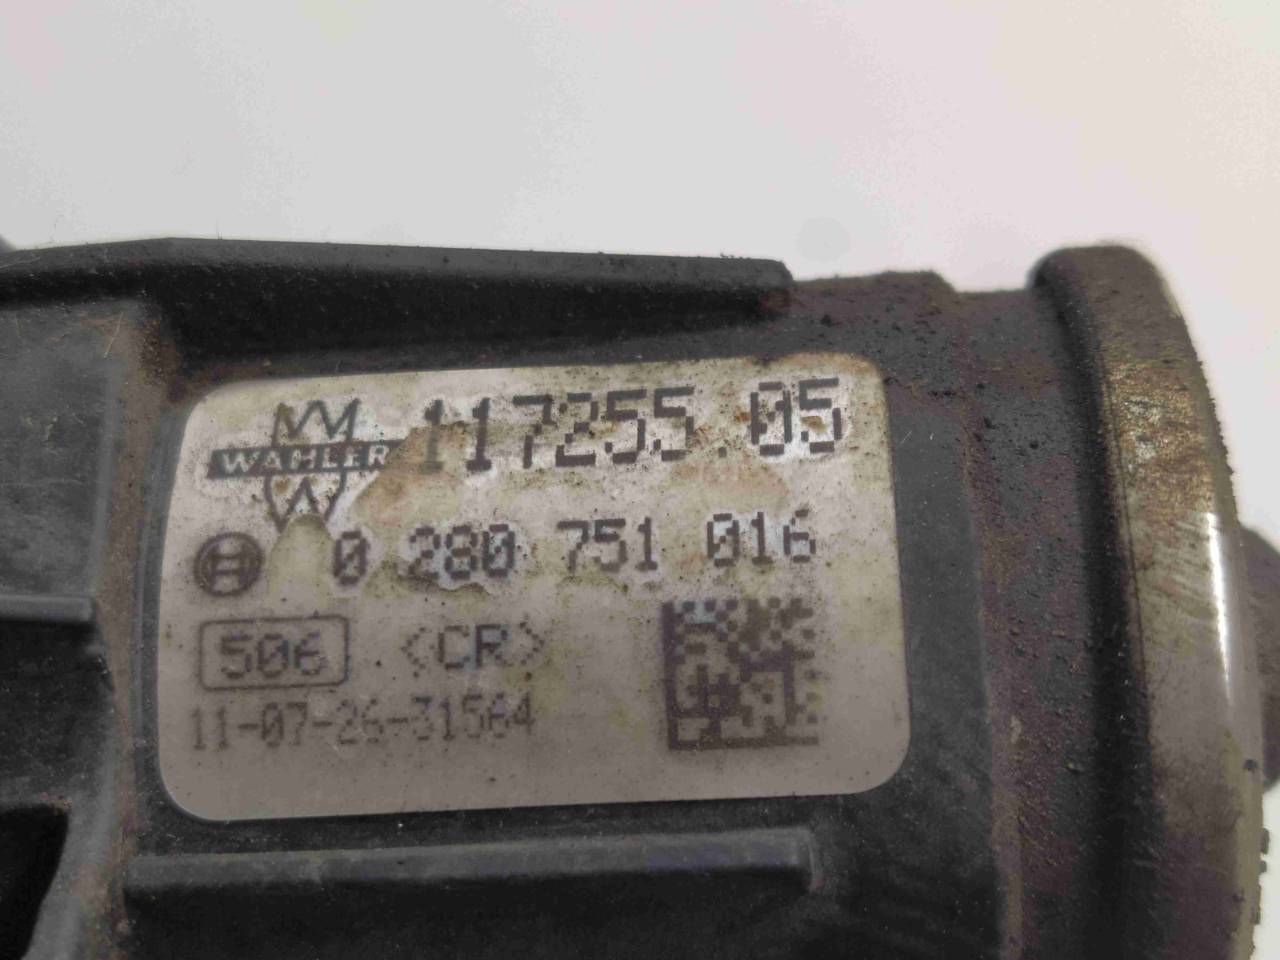 WAHLER 117255.05
0 280 751 016
506 <CR>
11-07-26-31564